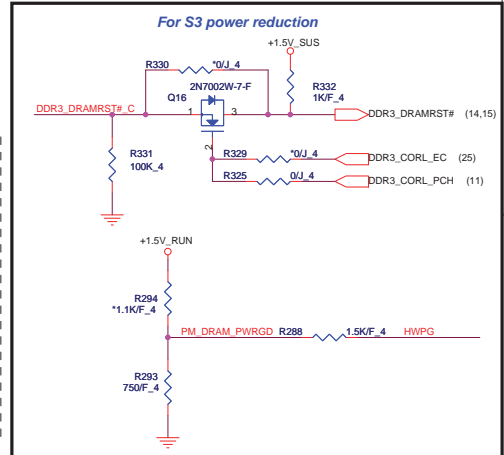 For S3 power reduction
+1.5V_SUS
R330 *0/J_4
2N7002W-7-F
Q16
R332
1K/F_4
DDR3_DRAMRST#_C
1
3
DDR3_DRAMRST# (14,15)
2
R331
100K_4
R329 *0/J_4
DDR3_CORL_EC (25)
R325 0/J_4
DDR3_CORL_PCH (11)
+1.5V_RUN
R294
*1.1K/F_4
PM_DRAM_PWRGD R288 1.5K/F_4 HWPG
R293
750/F_4